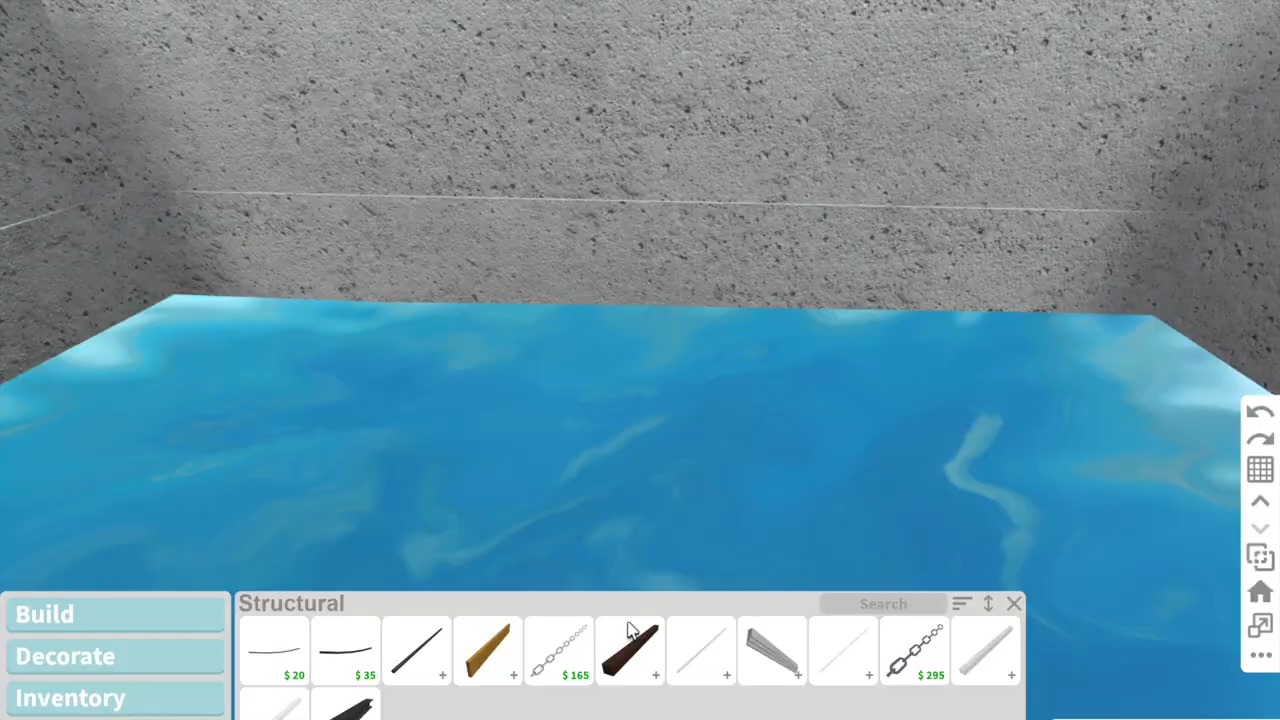 Build
Decorate
Inventory
Structural
Search
$ 20
$ 35
+
+
$ 165
+
+
+
+
$ 295
+